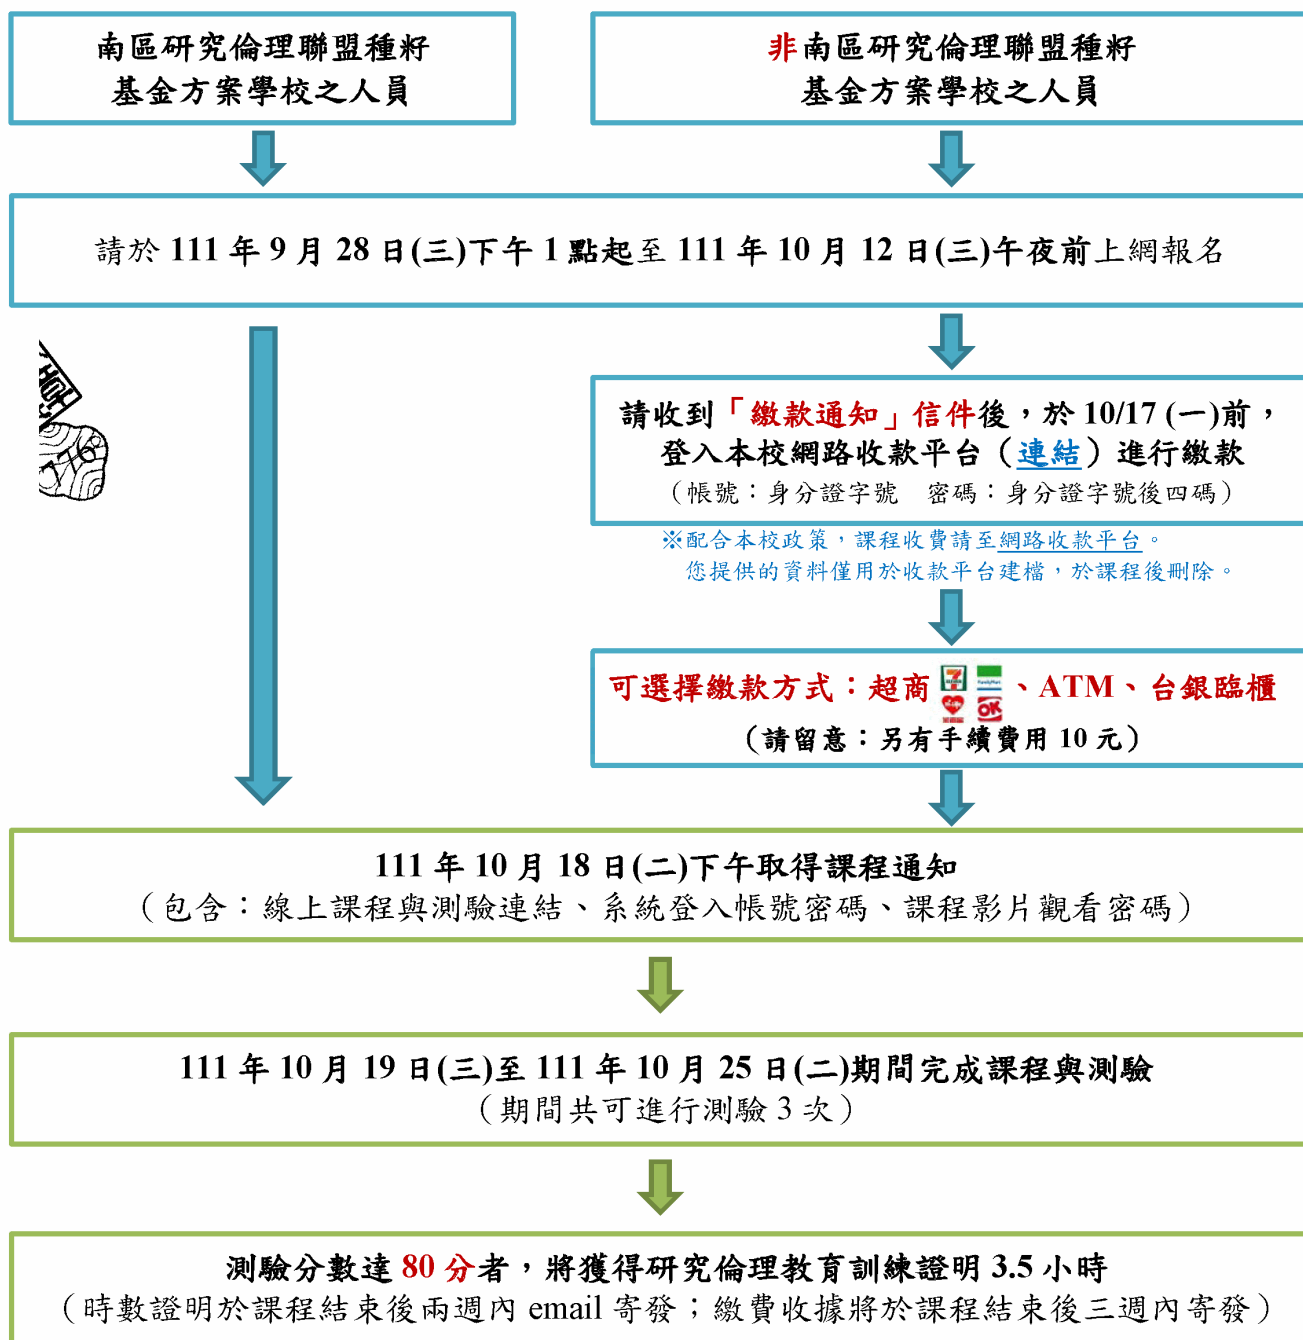 南區研究倫理聯盟種籽
基金方案學校之人員
非南區研究倫理聯盟種籽
基金方案學校之人員
請於 111 年 9 月 28 日(三)下午 1 點起至 111 年 10 月 12 日(三)午夜前上網報名
請收到「繳款通知」信件後，於 10/17 (一)前，
登入本校網路收款平台（連結）進行繳款
（帳號：身分證字號　密碼：身分證字號後四碼）
※配合本校政策，課程收費請至網路收款平台。
您提供的資料僅用於收款平台建檔，於課程後刪除。
可選擇繳款方式：超商、ATM、台銀臨櫃
7
FamilyMart
OK
（請留意：另有手續費用 10 元）
111 年 10 月 18 日(二)下午取得課程通知
（包含：線上課程與測驗連結、系統登入帳號密碼、課程影片觀看密碼）
111 年 10 月 19 日(三)至 111 年 10 月 25 日(二)期間完成課程與測驗
（期間共可進行測驗 3 次）
測驗分數達 80 分者，將獲得研究倫理教育訓練證明 3.5 小時
（時數證明於課程結束後兩週內 email 寄發；繳費收據將於課程結束後三週內寄發）